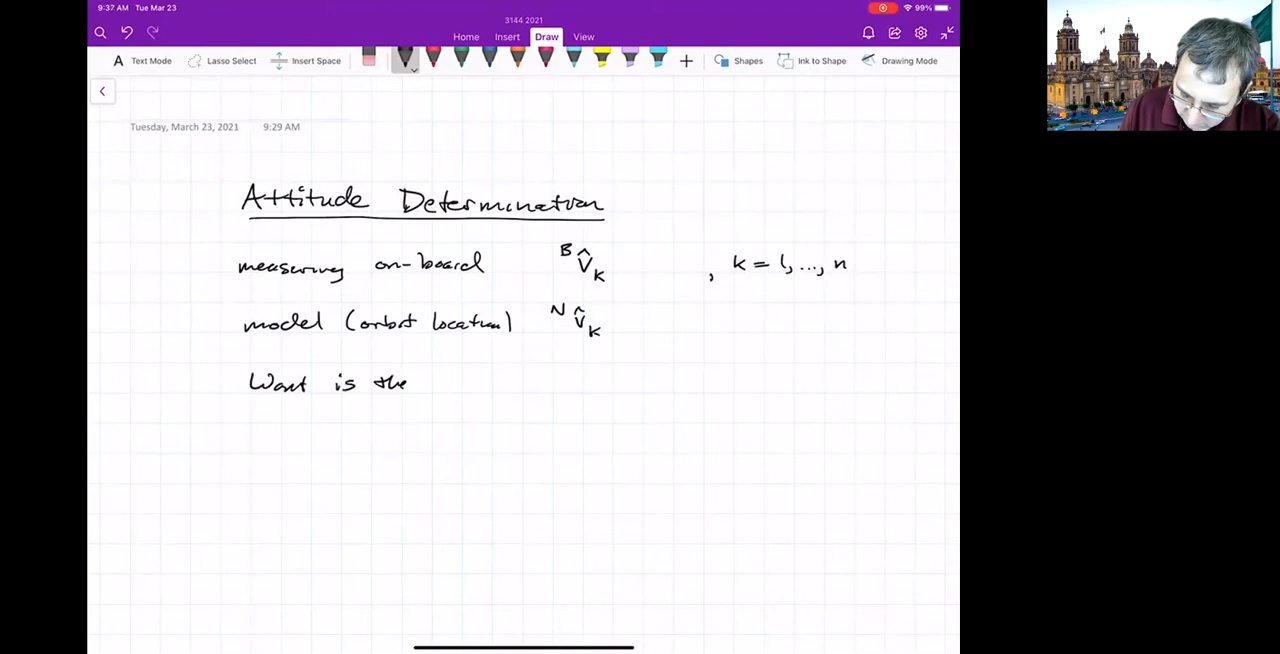 9:37 AM Tue Mar 23
99%
3144 2021
Home Insert Draw View
Text Mode Lasso Select Insert Space Shapes Ink to Shape Drawing Mode
Tuesday, March 23, 2021 9:29 AM
Attitude Determination
measuring on-board ᴮv̂ₖ , k = 1, ..., n
model (orbit location) ᴺv̂ₖ
Want is the